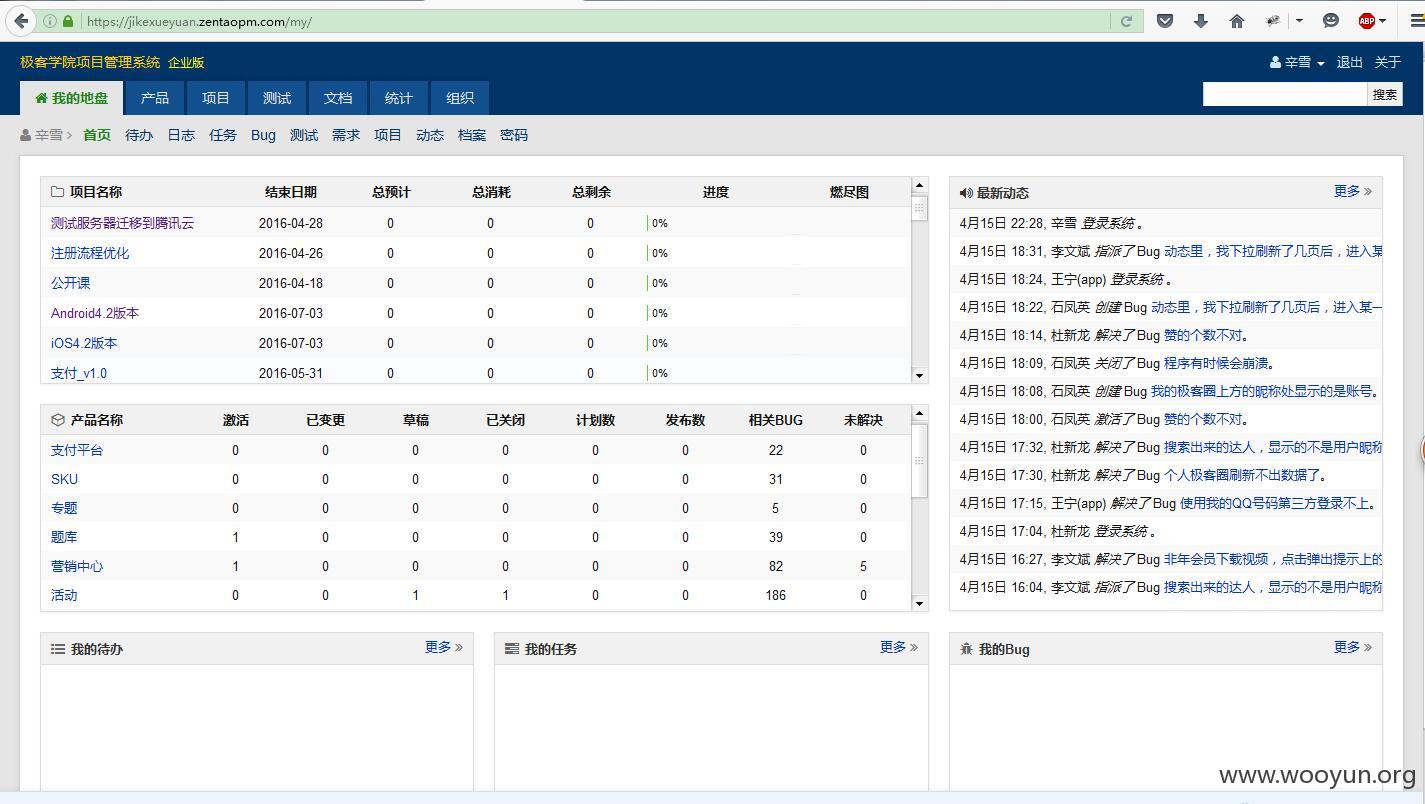 https://jikexueyuan.zentaopm.com/my/
ABP
极客学院项目管理系统 企业版
辛雪 退出 关于
我的地盘 产品 项目 测试 文档 统计 组织
搜索
辛雪 首页 待办 日志 任务 Bug 测试 需求 项目 动态 档案 密码
项目名称 结束日期 总预计 总消耗 总剩余 进度 燃尽图
测试服务器迁移到腾讯云 2016-04-28 0 0 0 0%
注册流程优化 2016-04-26 0 0 0 0%
公开课 2016-04-18 0 0 0 0%
Android4.2版本 2016-07-03 0 0 0 0%
iOS4.2版本 2016-07-03 0 0 0 0%
支付_v1.0 2016-05-31 0 0 0 0%
产品名称 激活 已变更 草稿 已关闭 计划数 发布数 相关BUG 未解决
支付平台 0 0 0 0 0 0 22 0
SKU 0 0 0 0 0 0 31 0
专题 0 0 0 0 0 0 5 0
题库 1 0 0 0 0 0 39 0
营销中心 1 0 0 0 0 0 82 5
活动 0 0 1 1 0 0 186 0
最新动态 更多 »
4月15日 22:28, 辛雪 登录系统 。
4月15日 18:31, 李文斌 指派了 Bug 动态里，我下拉刷新了几页后，进入某
4月15日 18:24, 王宁(app) 登录系统 。
4月15日 18:22, 石凤英 创建 Bug 动态里，我下拉刷新了几页后，进入某一
4月15日 18:14, 杜新龙 解决了 Bug 赞的个数不对。
4月15日 18:09, 石凤英 关闭了 Bug 程序有时候会崩溃。
4月15日 18:08, 石凤英 创建 Bug 我的极客圈上方的昵称处显示的是账号。
4月15日 18:00, 石凤英 激活了 Bug 赞的个数不对。
4月15日 17:32, 杜新龙 解决了 Bug 搜索出来的达人，显示的不是用户昵称
4月15日 17:30, 杜新龙 解决了 Bug 个人极客圈刷新不出数据了。
4月15日 17:15, 王宁(app) 解决了 Bug 使用我的QQ号码第三方登录不上。
4月15日 17:04, 杜新龙 登录系统 。
4月15日 16:27, 李文斌 解决了 Bug 非年会员下载视频，点击弹出提示上的
4月15日 16:04, 李文斌 指派了 Bug 搜索出来的达人，显示的不是用户昵称
我的待办 更多 »
我的任务 更多 »
我的Bug 更多 »
www.wooyun.org